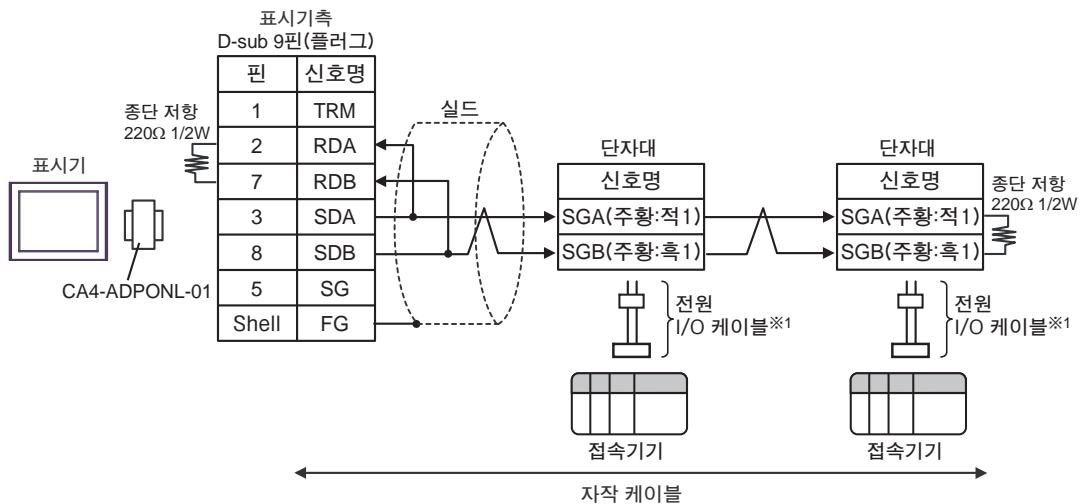 표시기측
D-sub 9핀(플러그)
핀 신호명
1 TRM
2 RDA
7 RDB
3 SDA
8 SDB
5 SG
Shell FG
종단 저항
220Ω 1/2W
표시기
CA4-ADPONL-01
실드
단자대
신호명
SGA(주황:적1)
SGB(주황:흑1)
전원
I/O 케이블※1
접속기기
단자대
신호명
SGA(주황:적1)
SGB(주황:흑1)
종단 저항
220Ω 1/2W
전원
I/O 케이블※1
접속기기
자작 케이블